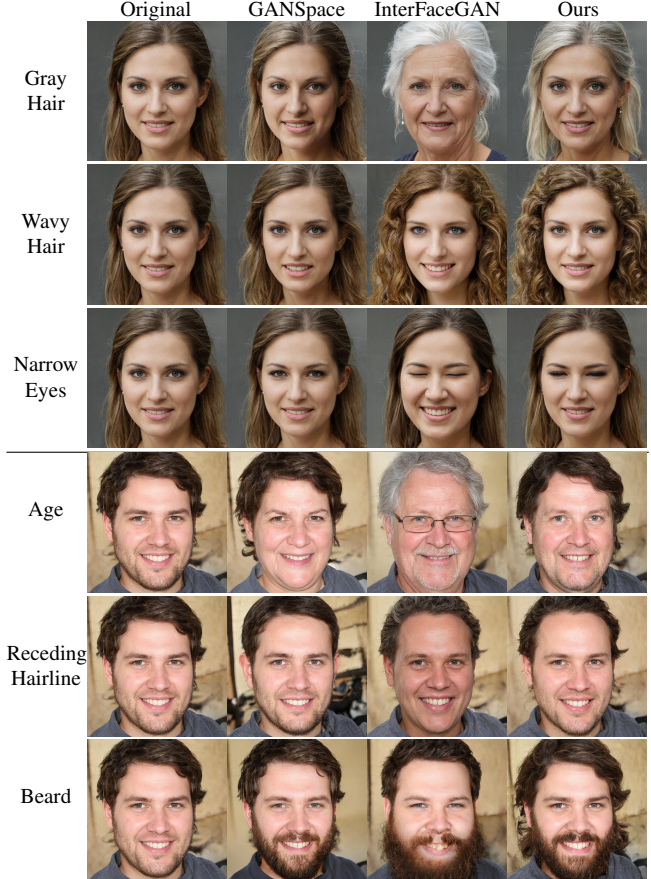 Original GANSpace InterFaceGAN Ours
Gray
Hair
Wavy
Hair
Narrow
Eyes
Age
Receding
Hairline
Beard